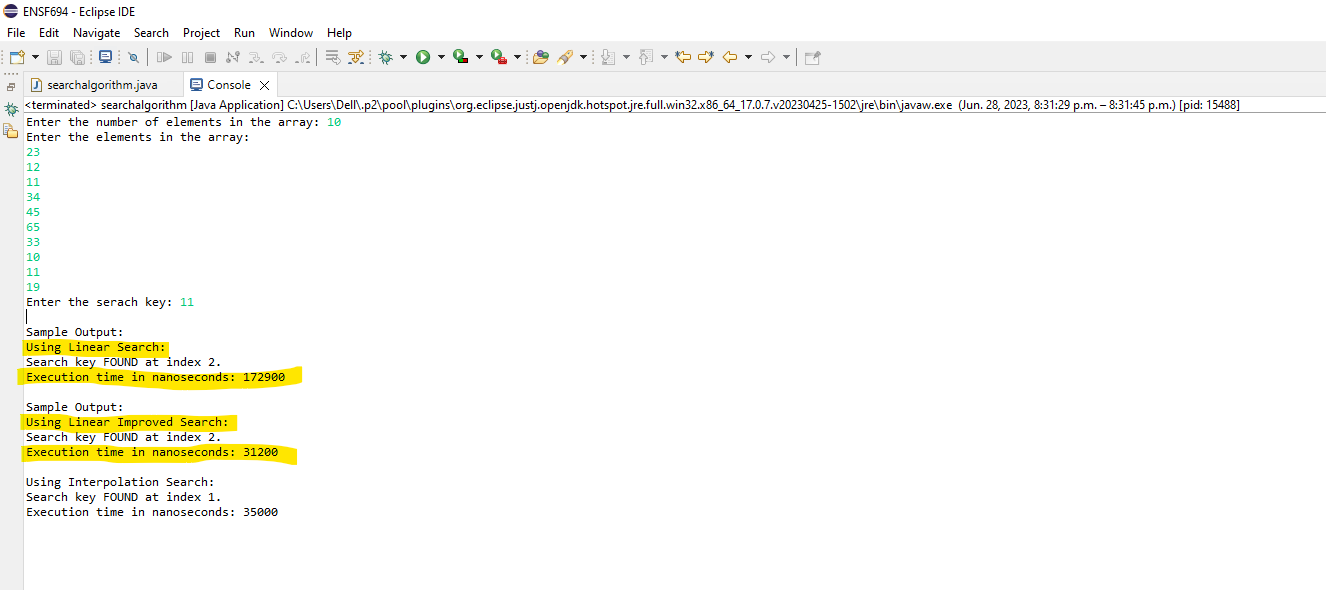 ENSF694 - Eclipse IDE
File Edit Navigate Search Project Run Window Help
searchalgorithm.java Console
<terminated> searchalgorithm [Java Application] C:\Users\Dell\.p2\pool\plugins\org.eclipse.justj.openjdk.hotspot.jre.full.win32.x86_64_17.0.7.v20230425-1502\jre\bin\javaw.exe (Jun. 28, 2023, 8:31:29 p.m. – 8:31:45 p.m.) [pid: 15488]
Enter the number of elements in the array: 10
Enter the elements in the array:
23
12
11
34
45
65
33
10
11
19
Enter the serach key: 11
Sample Output:
Using Linear Search:
Search key FOUND at index 2.
Execution time in nanoseconds: 172900
Sample Output:
Using Linear Improved Search:
Search key FOUND at index 2.
Execution time in nanoseconds: 31200
Using Interpolation Search:
Search key FOUND at index 1.
Execution time in nanoseconds: 35000